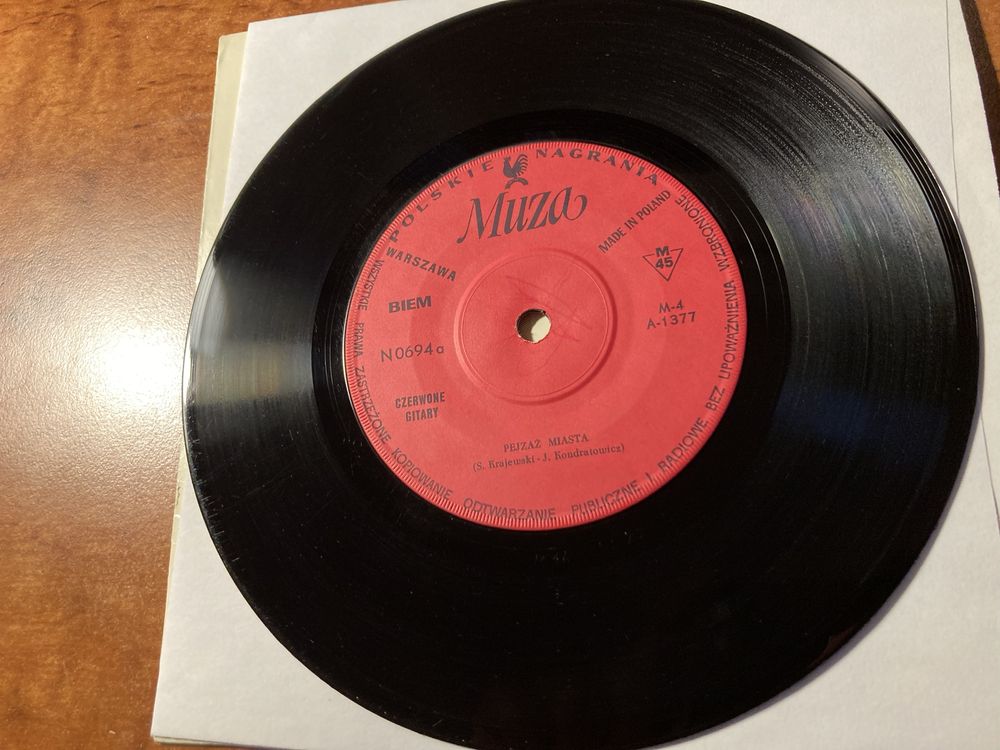 POLSKIE NAGRANIA
Muza
WARSZAWA
MADE IN POLAND
BIEM
M
45
N0694a
M-4
A-1377
CZERWONE
GITARY
PEJZAŻ MIASTA
(S. Krajewski - J. Kondratowicz)
WSZYSTKIE PRAWA ZASTRZEŻONE KOPIOWANIE ODTWARZANIE PUBLICZNE I RADIOWE BEZ UPOWAŻNIENIA WZBRONIONE